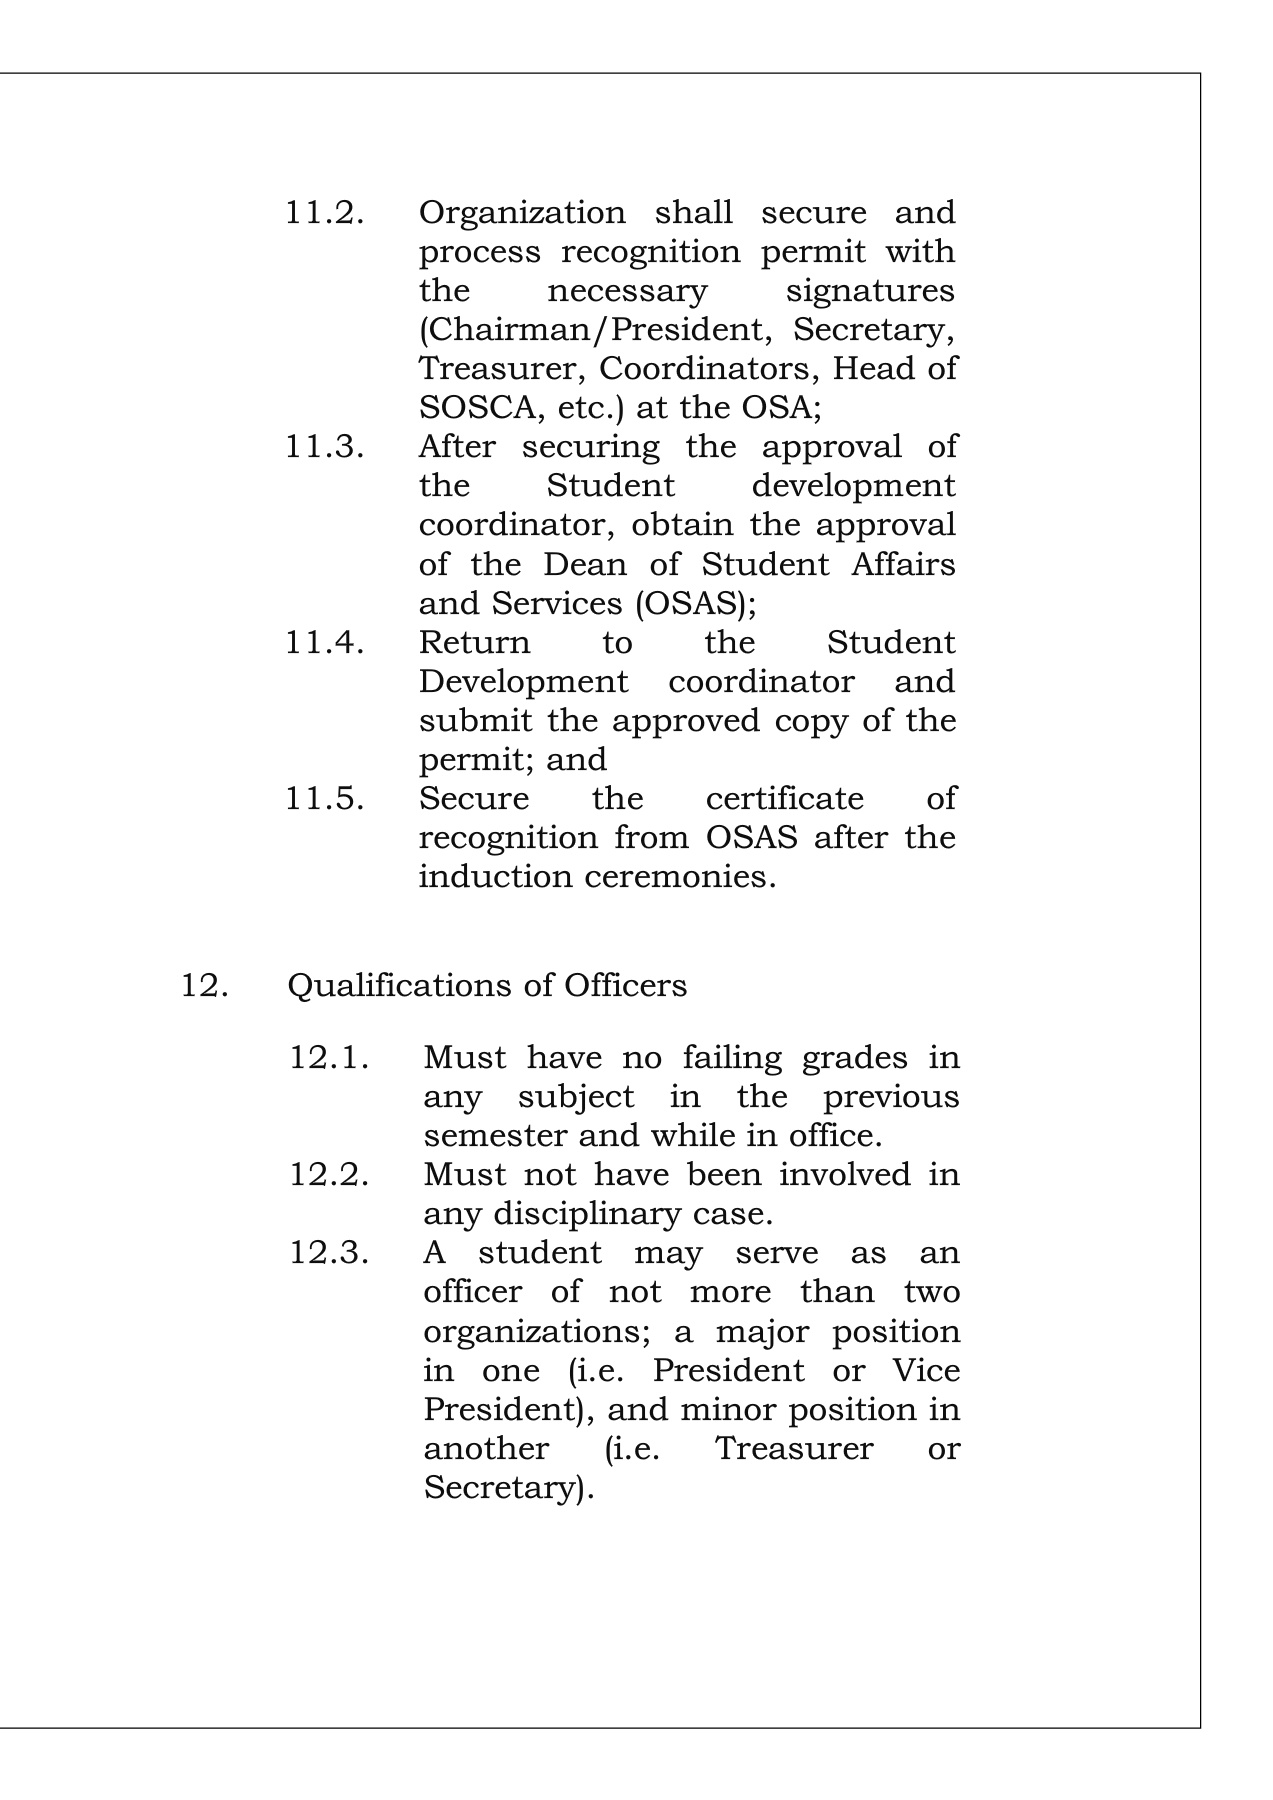 11.2. Organization shall secure and
process recognition permit with
the necessary signatures
(Chairman/President, Secretary,
Treasurer, Coordinators, Head of
SOSCA, etc.) at the OSA;
11.3. After securing the approval of
the Student development
coordinator, obtain the approval
of the Dean of Student Affairs
and Services (OSAS);
11.4. Return to the Student
Development coordinator and
submit the approved copy of the
permit; and
11.5. Secure the certificate of
recognition from OSAS after the
induction ceremonies.
12. Qualifications of Officers
12.1. Must have no failing grades in
any subject in the previous
semester and while in office.
12.2. Must not have been involved in
any disciplinary case.
12.3. A student may serve as an
officer of not more than two
organizations; a major position
in one (i.e. President or Vice
President), and minor position in
another (i.e. Treasurer or
Secretary).